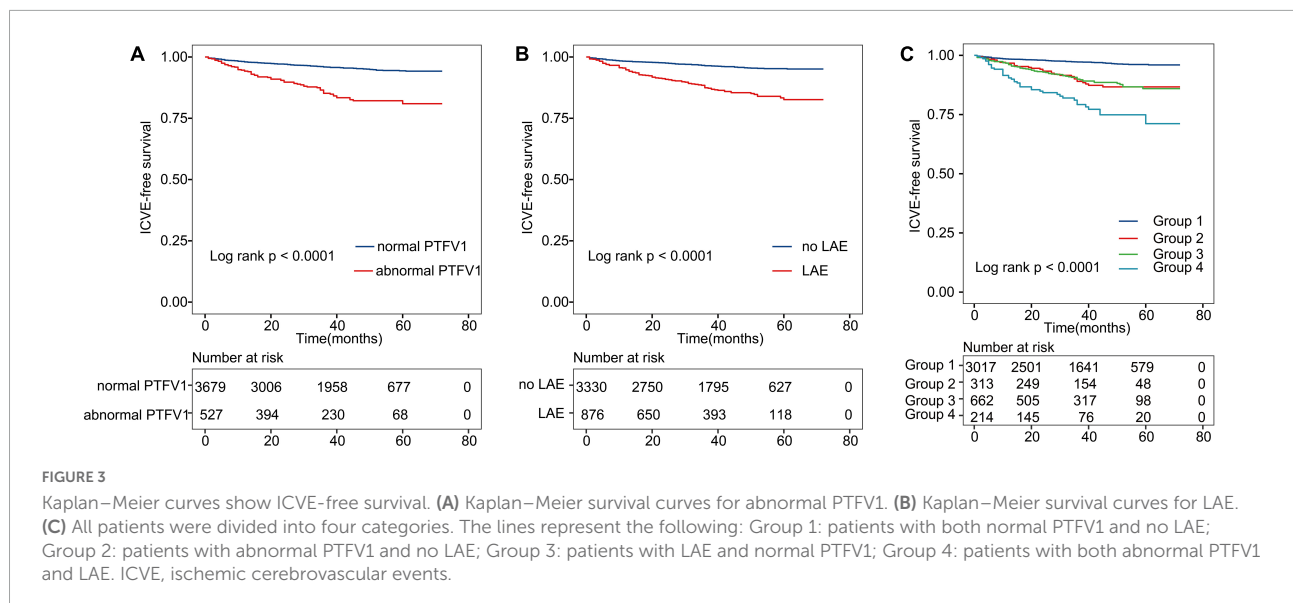 A
1.00
0.75
0.50
0.25
0.00
ICVE-free survival
Log rank p < 0.0001
normal PTFV1
abnormal PTFV1
0 20 40 60 80
Time(months)
Number at risk
normal PTFV1 3679 3006 1958 677 0
abnormal PTFV1 527 394 230 68 0
0 20 40 60 80
B
1.00
0.75
0.50
0.25
0.00
ICVE-free survival
Log rank p < 0.0001
no LAE
LAE
0 20 40 60 80
Time(months)
Number at risk
no LAE 3330 2750 1795 627 0
LAE 876 650 393 118 0
0 20 40 60 80
C
1.00
0.75
0.50
0.25
0.00
ICVE-free survival
Group 1
Group 2
Group 3
Group 4
Log rank p < 0.0001
0 20 40 60 80
Time(months)
Number at risk
Group 1 3017 2501 1641 579 0
Group 2 313 249 154 48 0
Group 3 662 505 317 98 0
Group 4 214 145 76 20 0
0 20 40 60 80
FIGURE 3
Kaplan–Meier curves show ICVE-free survival. (A) Kaplan–Meier survival curves for abnormal PTFV1. (B) Kaplan–Meier survival curves for LAE.
(C) All patients were divided into four categories. The lines represent the following: Group 1: patients with both normal PTFV1 and no LAE;
Group 2: patients with abnormal PTFV1 and no LAE; Group 3: patients with LAE and normal PTFV1; Group 4: patients with both abnormal PTFV1
and LAE. ICVE, ischemic cerebrovascular events.